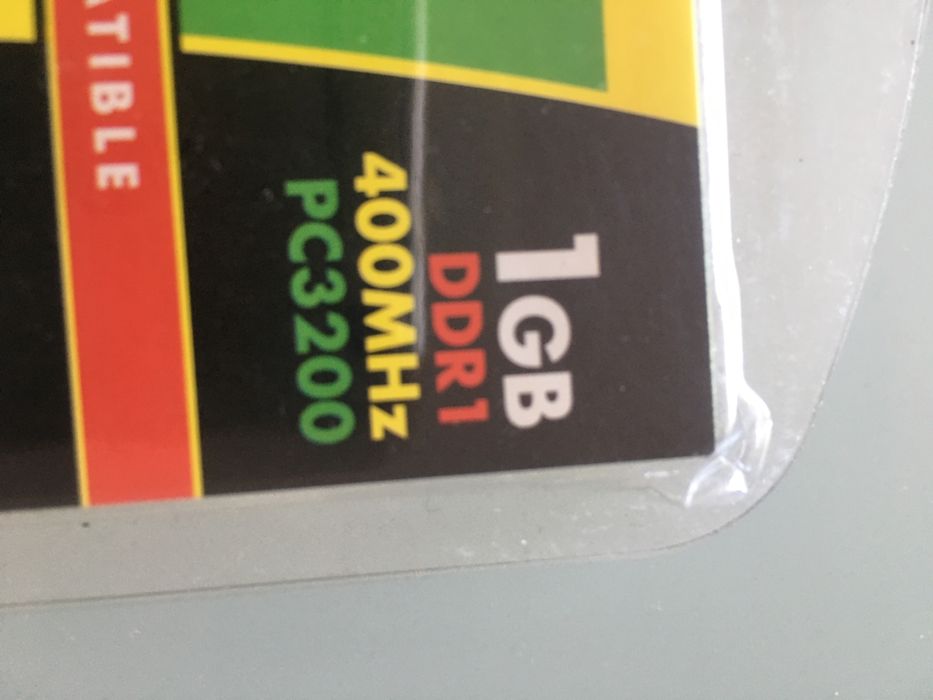 1GB
DDR1
400MHz
PC3200
ATIBLE